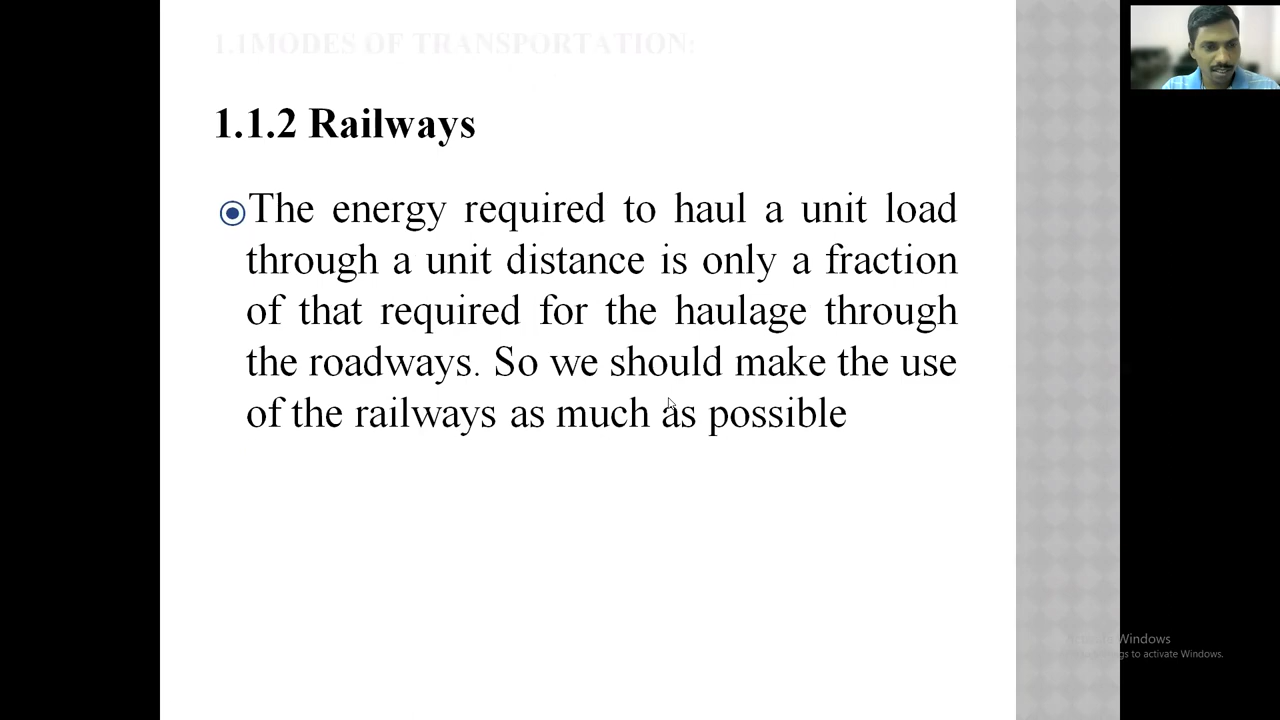 1.1MODES OF TRANSPORTATION:
1.1.2 Railways
The energy required to haul a unit load
through a unit distance is only a fraction
of that required for the haulage through
the roadways. So we should make the use
of the railways as much as possible
Windows
to activate Windows.